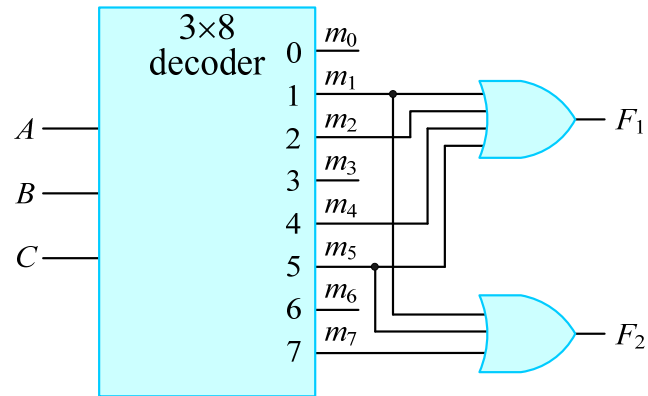 3×8
decoder
A
B
C
0 m₀
1 m₁
2 m₂
3 m₃
4 m₄
5 m₅
6 m₆
7 m₇
F₁
F₂